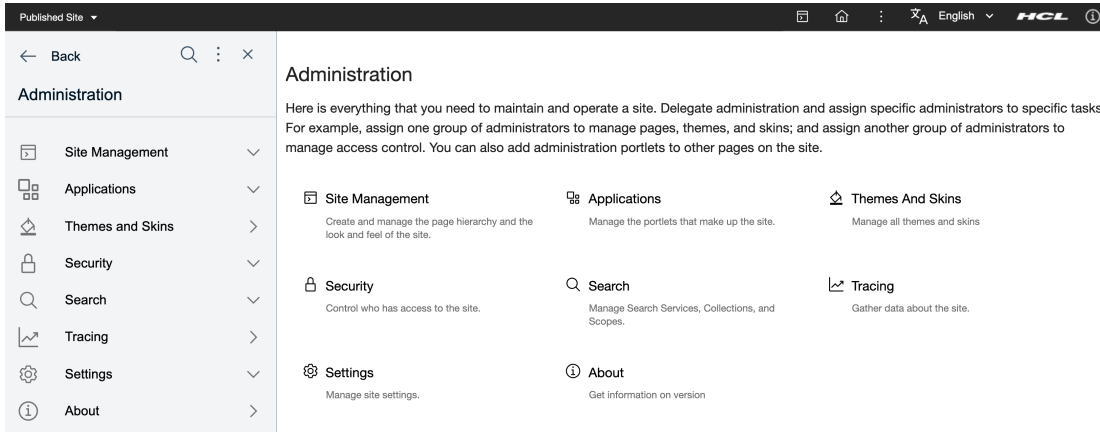 Published Site
English
HCL
Back
Administration
Site Management
Applications
Themes and Skins
Security
Search
Tracing
Settings
About
Administration
Here is everything that you need to maintain and operate a site. Delegate administration and assign specific administrators to specific tasks
For example, assign one group of administrators to manage pages, themes, and skins; and assign another group of administrators to
manage access control. You can also add administration portlets to other pages on the site.
Site Management
Create and manage the page hierarchy and the
look and feel of the site.
Applications
Manage the portlets that make up the site.
Themes And Skins
Manage all themes and skins
Security
Control who has access to the site.
Search
Manage Search Services, Collections, and
Scopes.
Tracing
Gather data about the site.
Settings
Manage site settings.
About
Get information on version